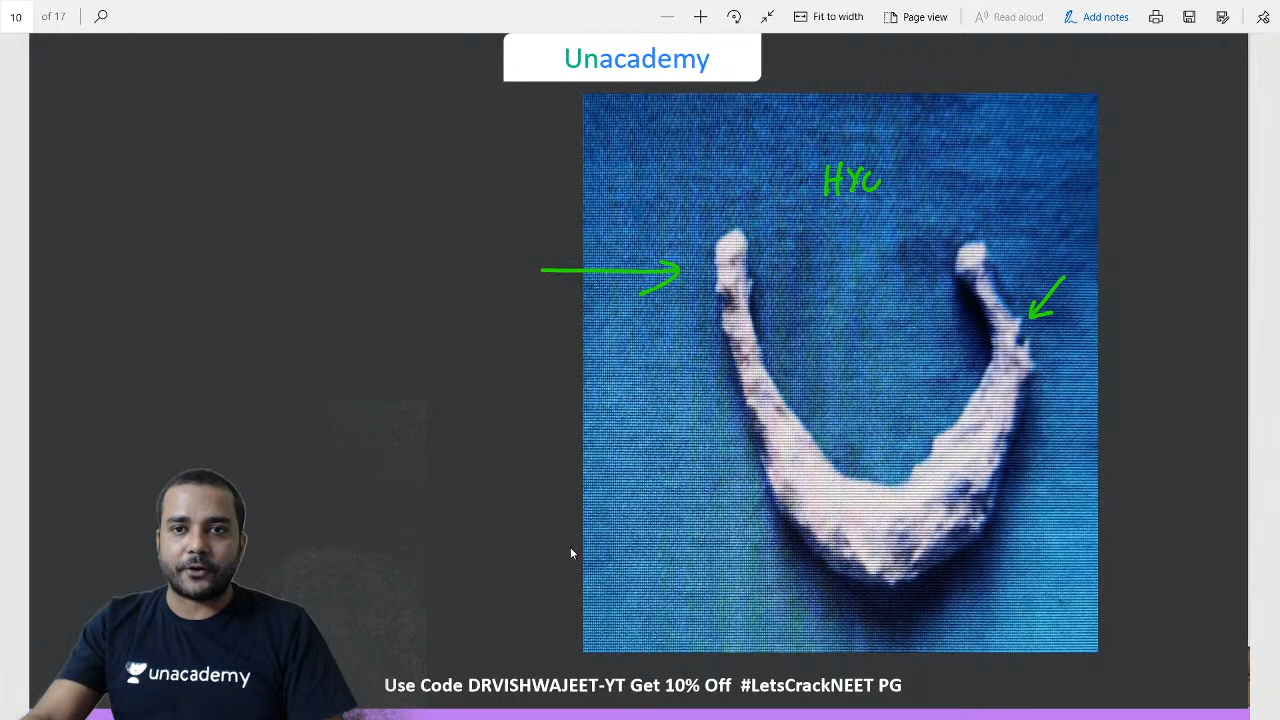 10 of 17 Fit to width Page view Read aloud Add notes
Unacademy
HYO
unacademy
Use Code DRVISHWAJEET-YT Get 10% Off #LetsCrackNEET PG